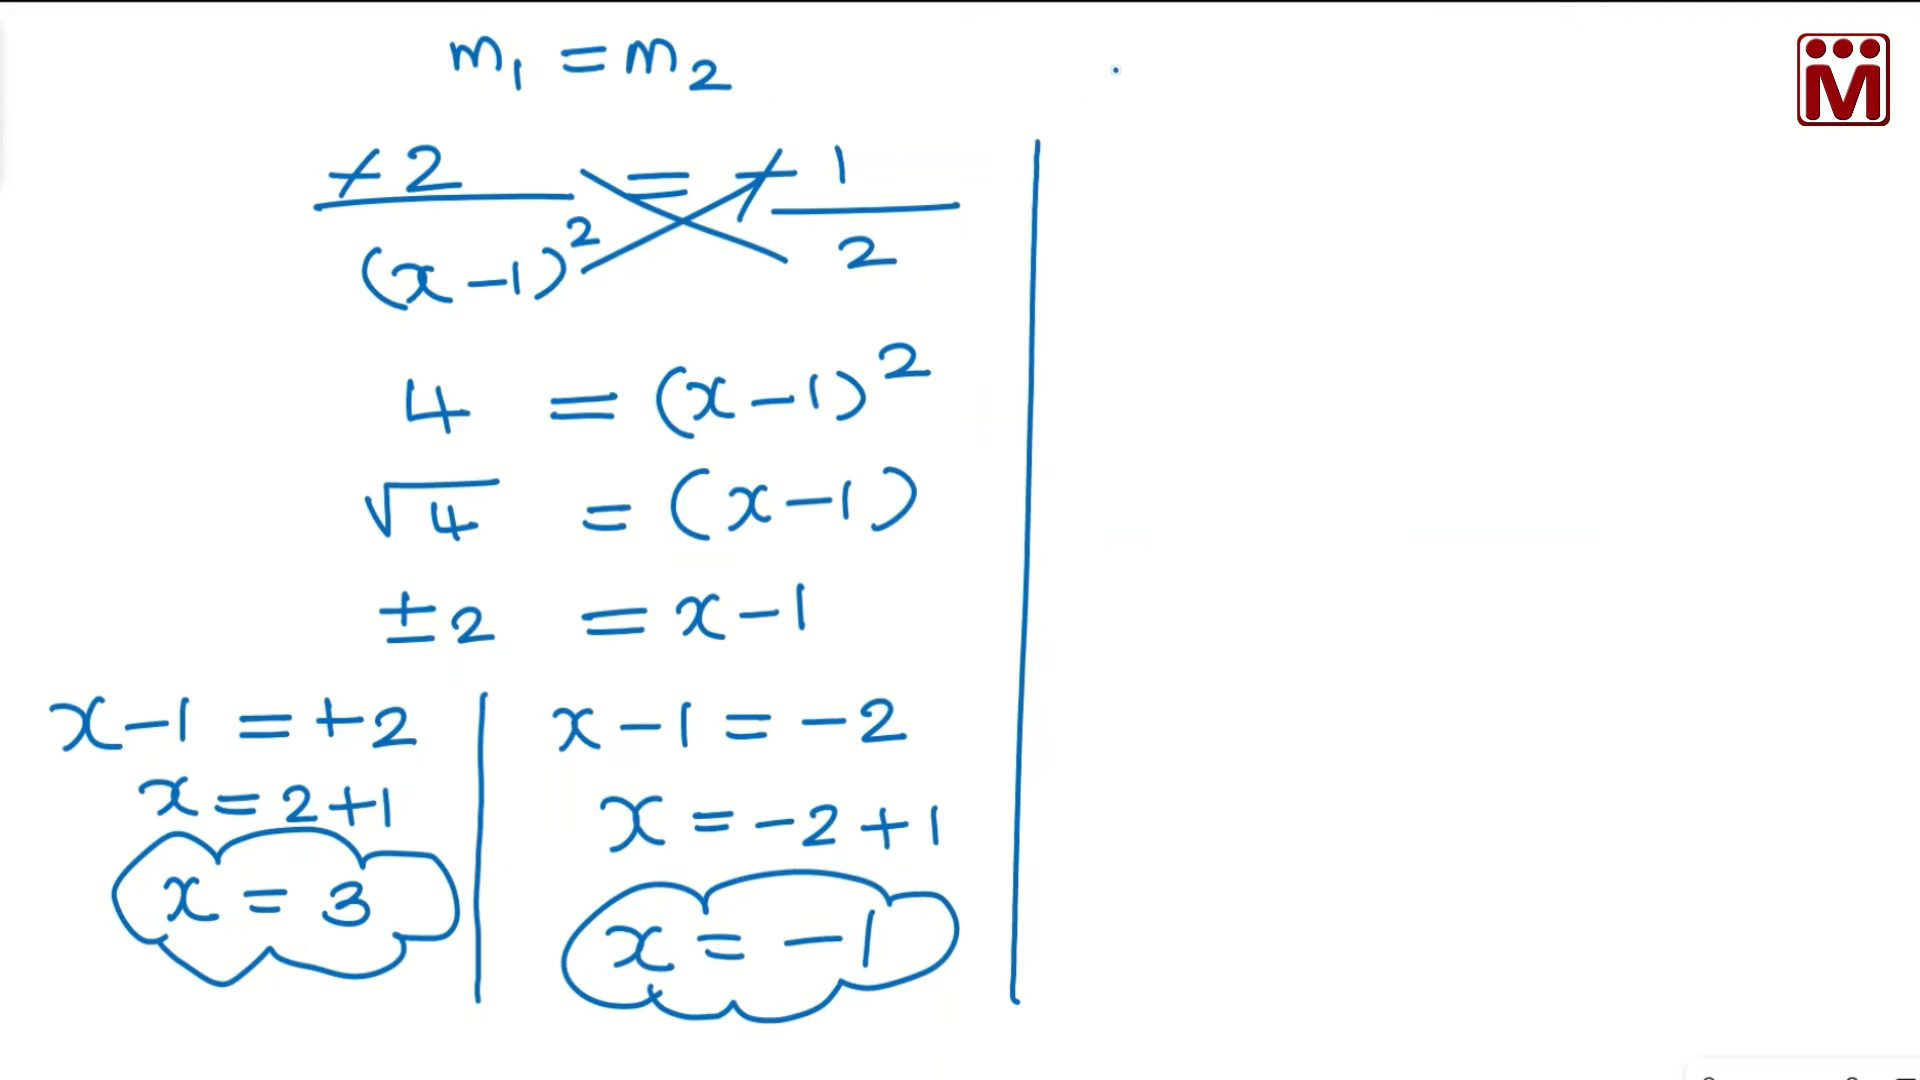 m₁ = m₂
-2/(x-1)² = -1/2
4 = (x-1)²
√4 = (x-1)
±2 = x-1
x-1 = +2
x = 2+1
x = 3
x-1 = -2
x = -2+1
x = -1
M